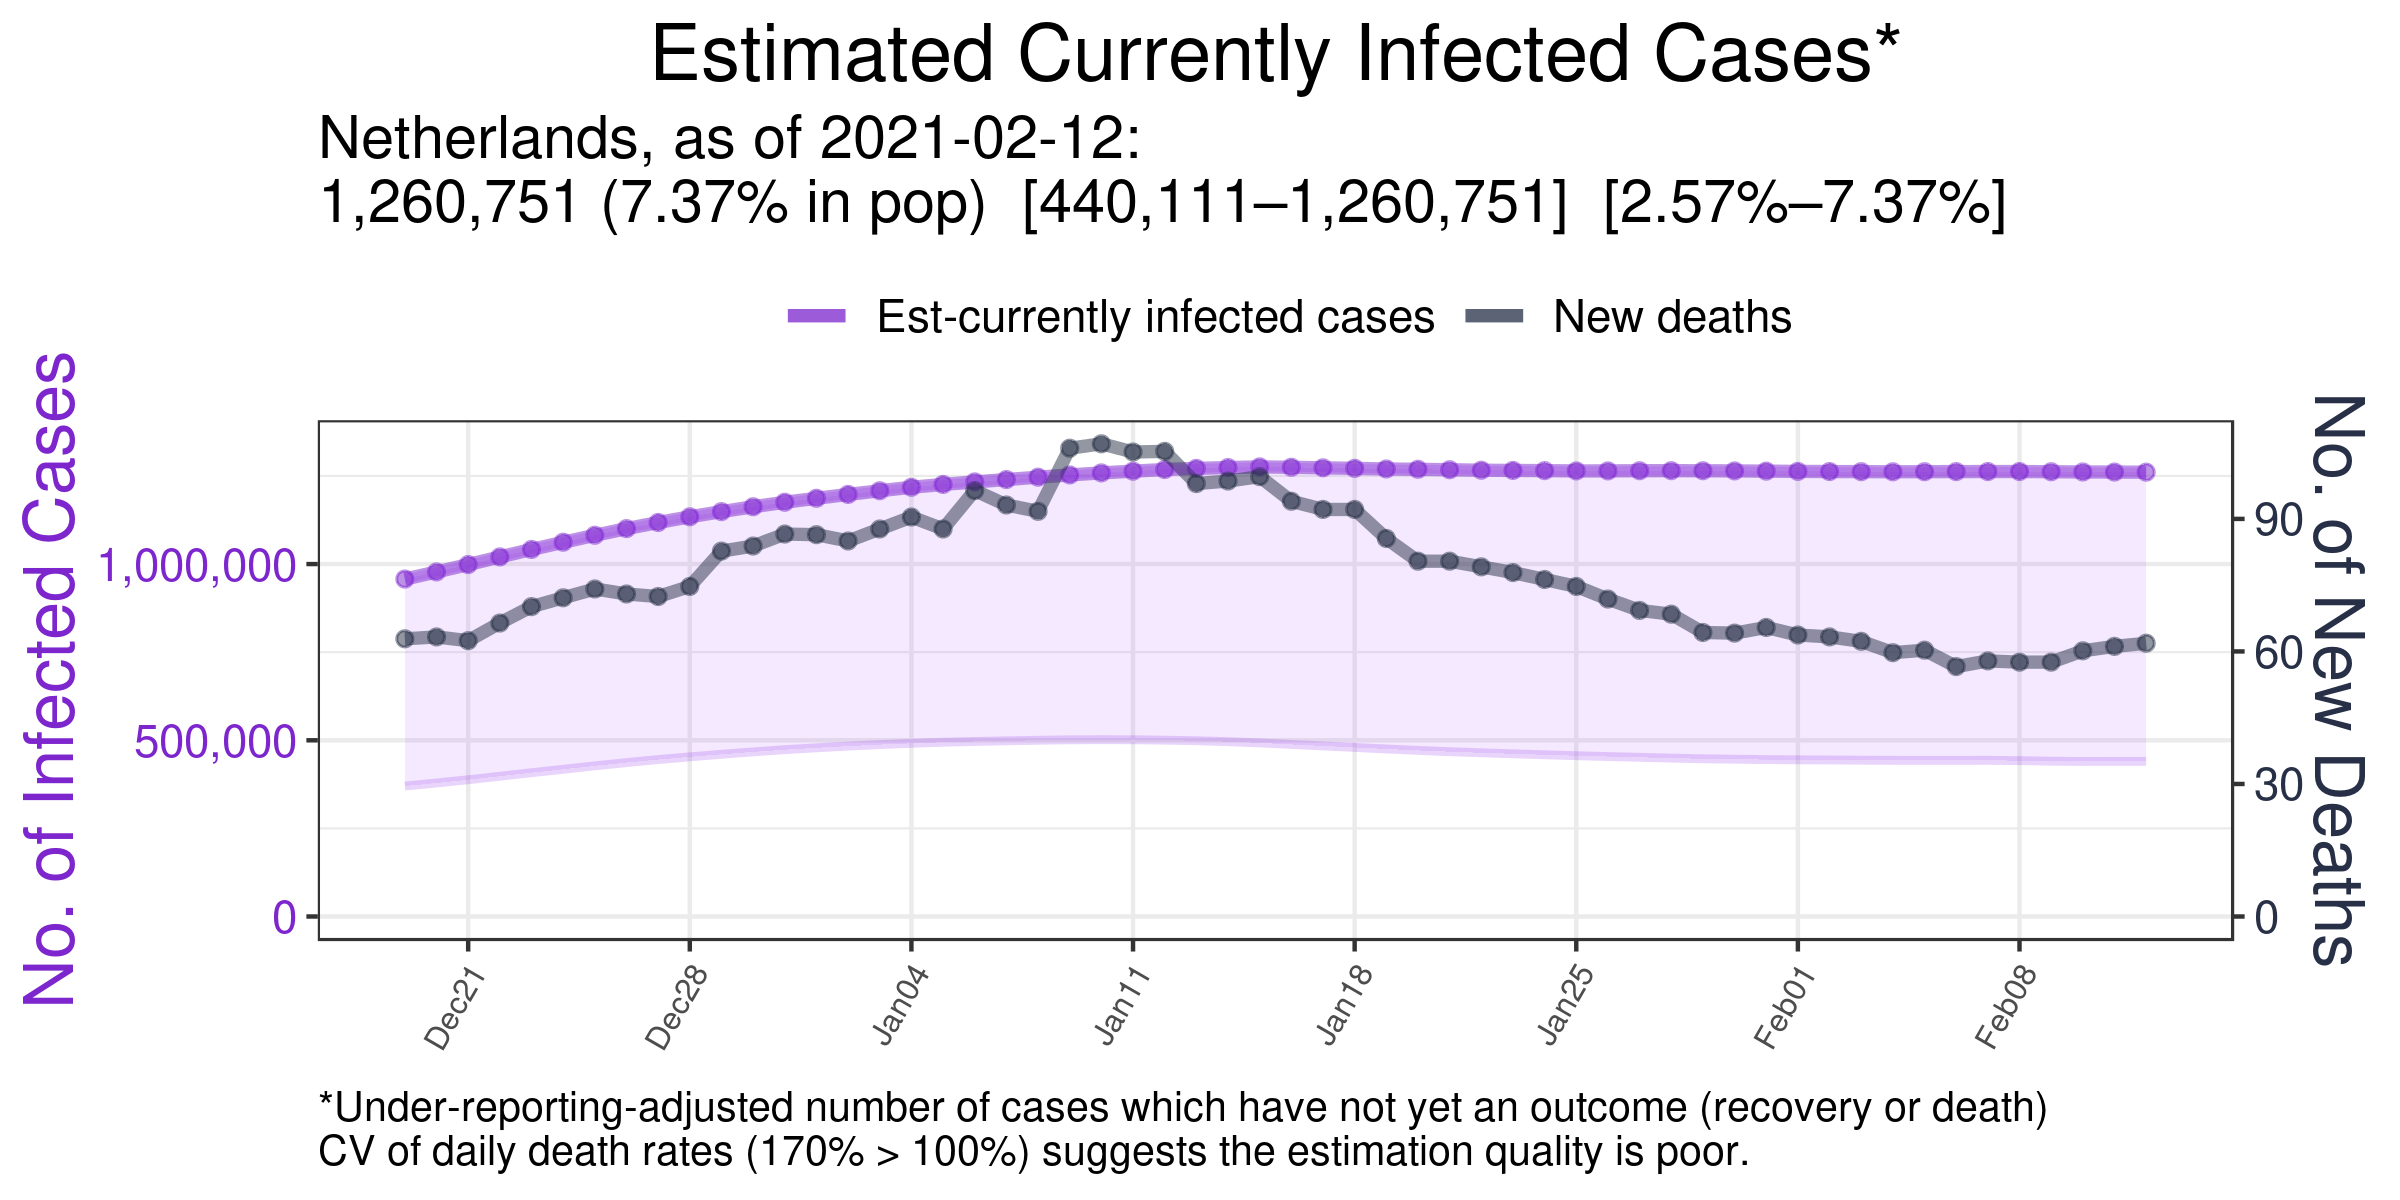 Estimated Currently Infected Cases*
Netherlands, as of 2021-02-12:
1,260,751 (7.37% in pop)  [440,111–1,260,751]  [2.57%–7.37%]
Est-currently infected cases
New deaths
No. of Infected Cases
1,000,000
500,000
0
No. of New Deaths
90
60
30
0
Dec21
Dec28
Jan04
Jan11
Jan18
Jan25
Feb01
Feb08
*Under-reporting-adjusted number of cases which have not yet an outcome (recovery or death)
CV of daily death rates (170% > 100%) suggests the estimation quality is poor.